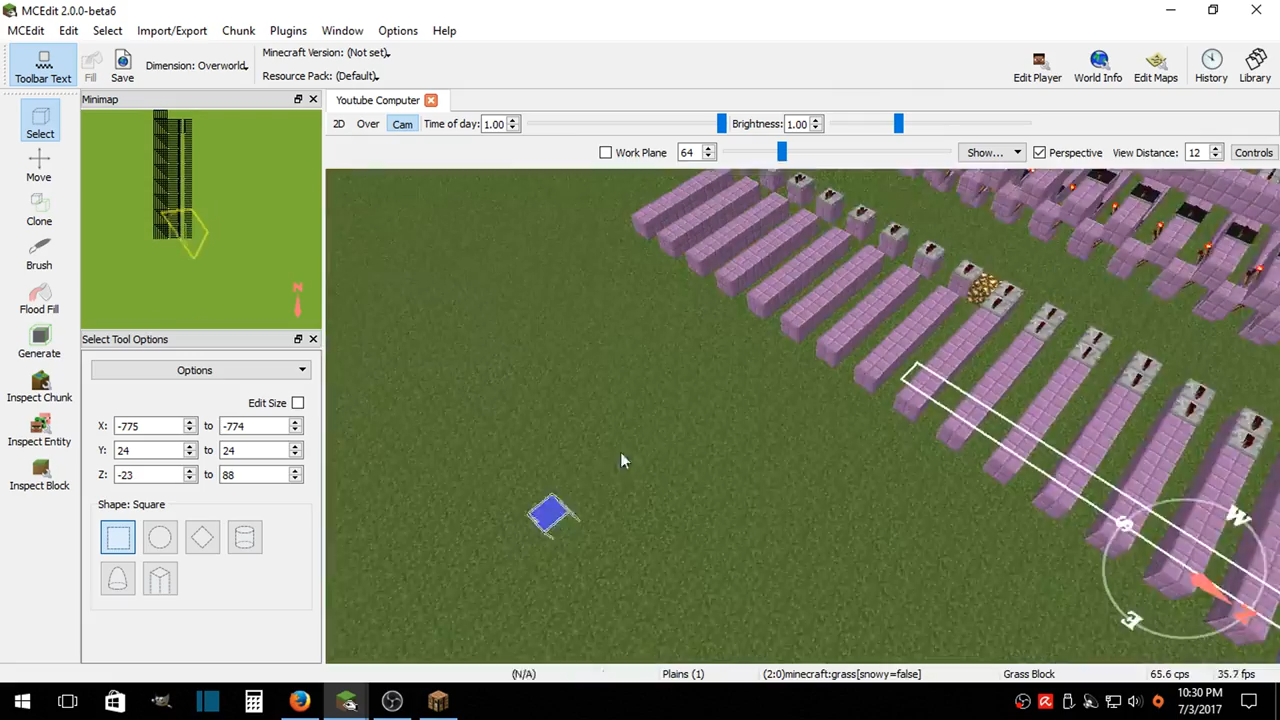 MCEdit 2.0.0-beta6
MCEdit Edit Select Import/Export Chunk Plugins Window Options Help
Toolbar Text
Fill
Save
Dimension: Overworld
Minecraft Version: (Not set)
Resource Pack: (Default)
Edit Player
World Info
Edit Maps
History
Library
Select
Move
Clone
Brush
Flood Fill
Generate
Inspect Chunk
Inspect Entity
Inspect Block
Minimap
N
Select Tool Options
Options
Edit Size
X: -775 to -774
Y: 24 to 24
Z: -23 to 88
Shape: Square
Youtube Computer
2D Over Cam Time of day: 1.00 Brightness: 1.00
Work Plane 64 Show... Perspective View Distance: 12 Controls
S
W
E
(N/A) Plains (1) (2:0)minecraft:grass[snowy=false] Grass Block 65.6 cps 35.7 fps
10:30 PM
7/3/2017